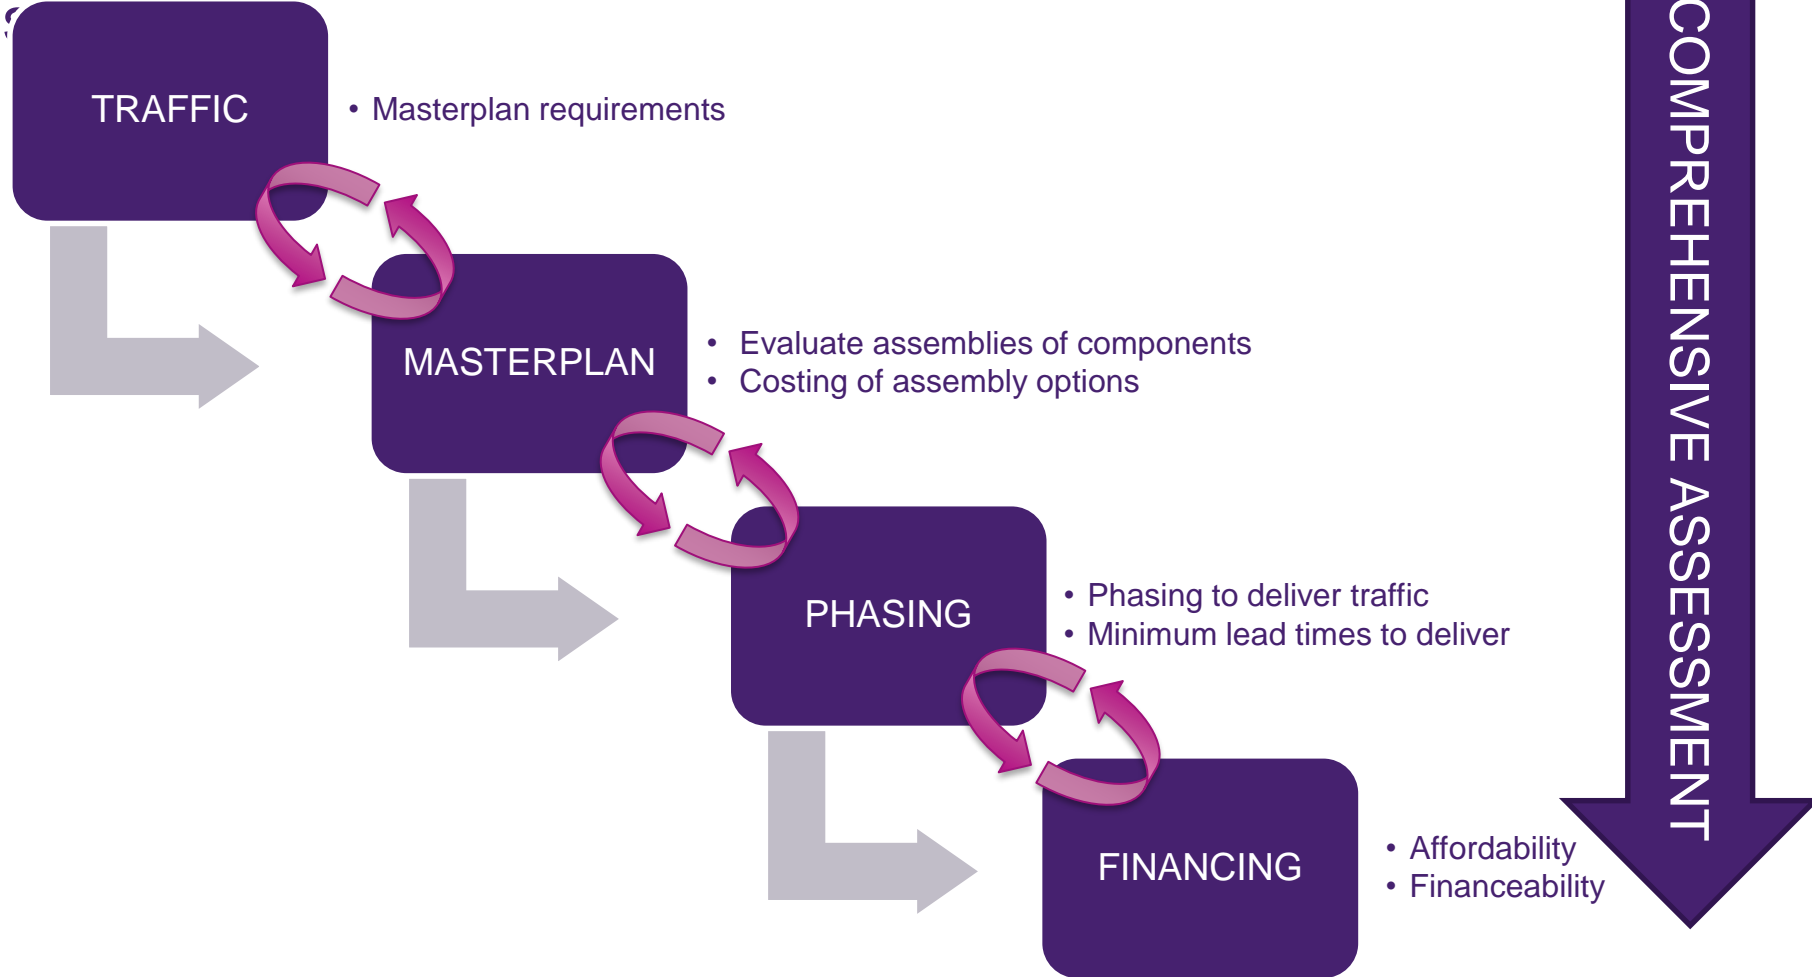 TRAFFIC
• Masterplan requirements
MASTERPLAN
• Evaluate assemblies of components
• Costing of assembly options
PHASING
• Phasing to deliver traffic
• Minimum lead times to deliver
FINANCING
• Affordability
• Financeability
COMPREHENSIVE ASSESSMENT